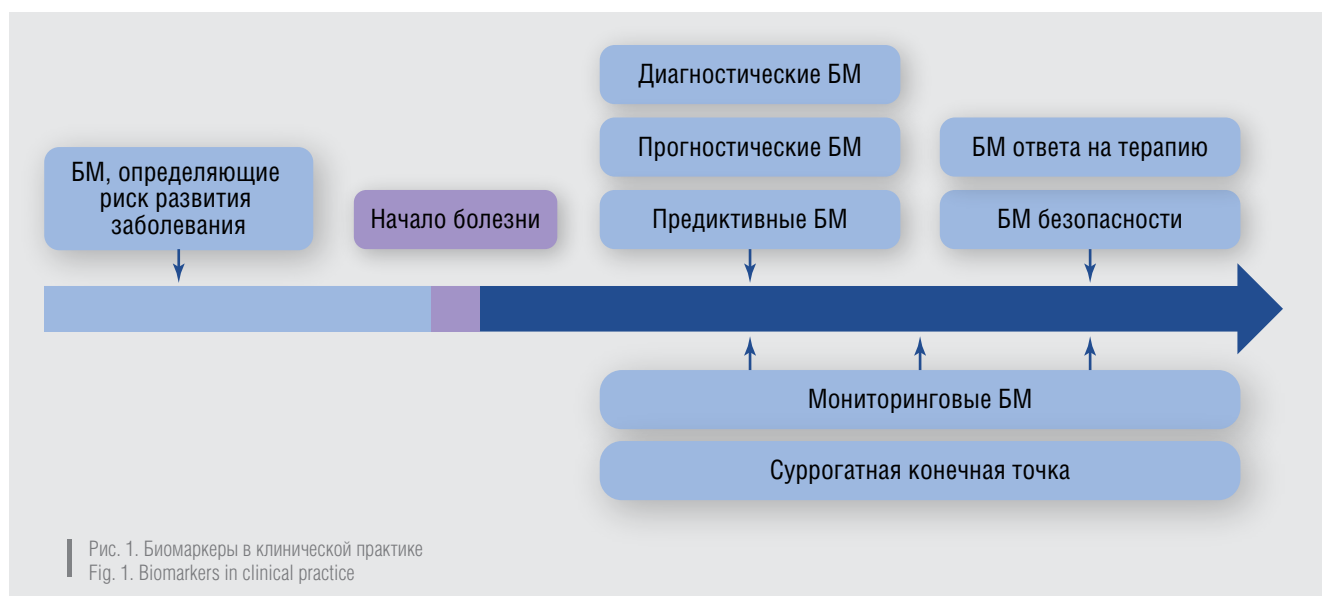 БМ, определяющие
риск развития
заболевания
Начало болезни
Диагностические БМ
Прогностические БМ
Предиктивные БМ
БМ ответа на терапию
БМ безопасности
Мониторинговые БМ
Суррогатная конечная точка
Рис. 1. Биомаркеры в клинической практике
Fig. 1. Biomarkers in clinical practice